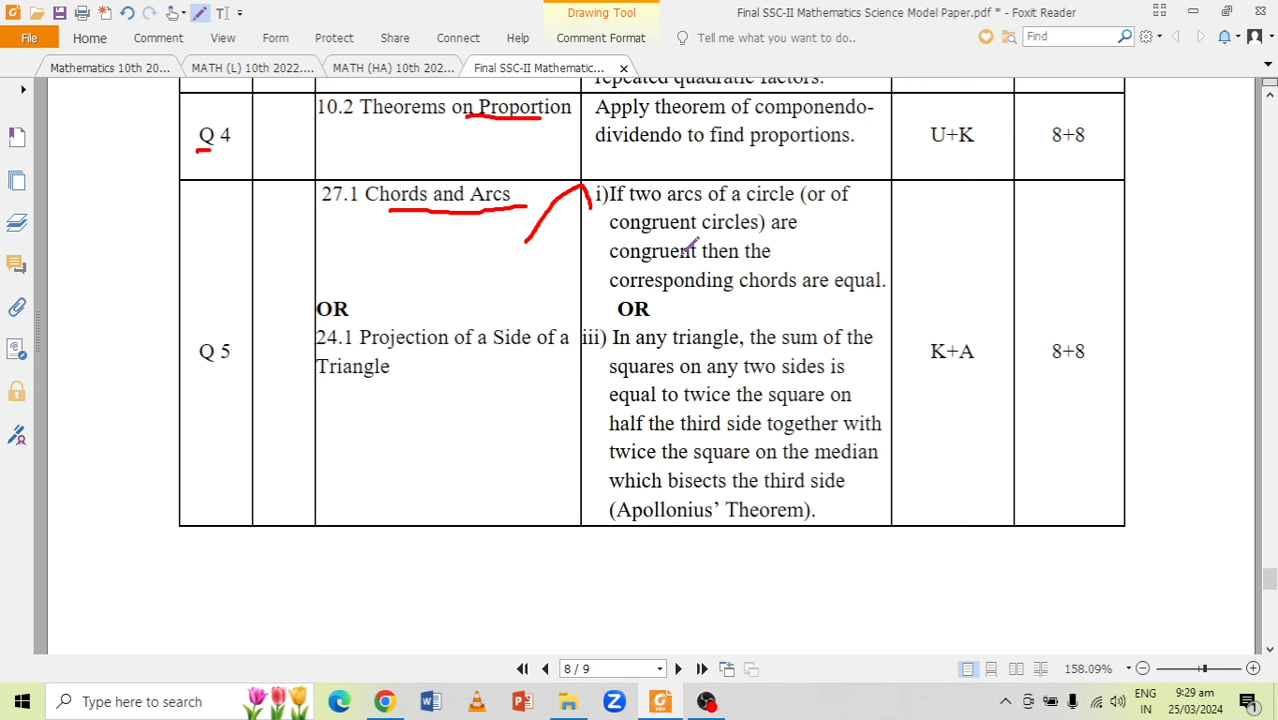 Final SSC-II Mathematics Science Model Paper.pdf * - Foxit Reader
Drawing Tool
File Home Comment View Form Protect Share Connect Help Comment Format Tell me what you want to do.. Find
Mathematics 10th 20... MATH (L) 10th 2022.... MATH (HA) 10th 202... Final SSC-II Mathematic...
repeated quadratic factors.
Q 4
10.2 Theorems on Proportion
Apply theorem of componendo-
dividendo to find proportions.
U+K
8+8
Q 5
27.1 Chords and Arcs
OR
24.1 Projection of a Side of a
Triangle
i)If two arcs of a circle (or of
congruent circles) are
congruent then the
corresponding chords are equal.
OR
iii) In any triangle, the sum of the
squares on any two sides is
equal to twice the square on
half the third side together with
twice the square on the median
which bisects the third side
(Apollonius’ Theorem).
K+A
8+8
8 / 9
158.09%
Type here to search
ENG
IN
9:29 am
25/03/2024